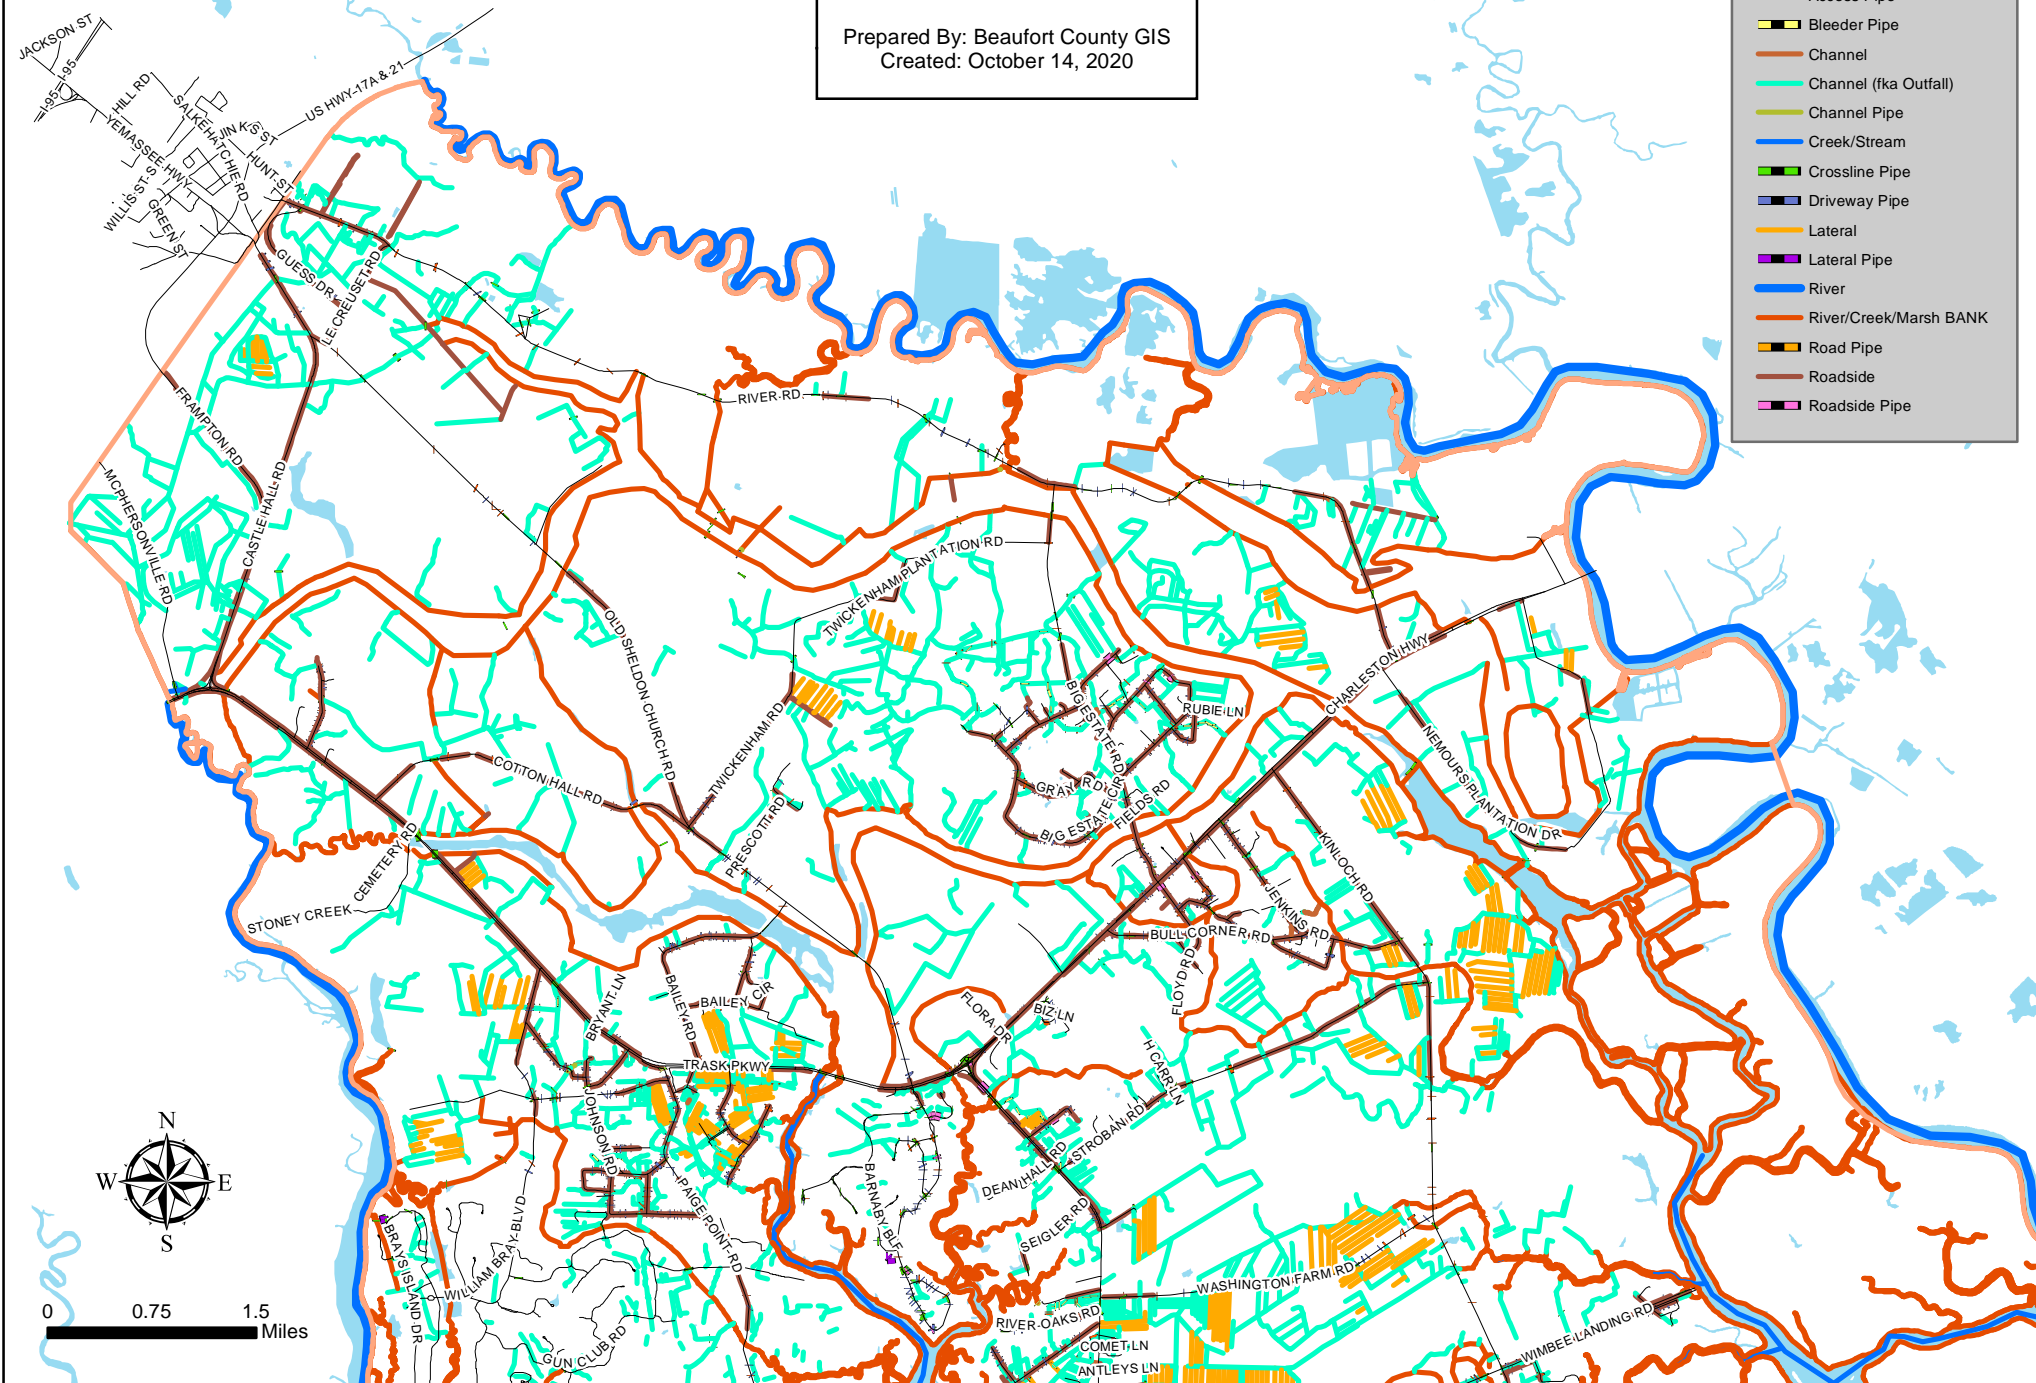 Prepared By: Beaufort County GIS
Created: October 14, 2020
Bleeder Pipe
Channel
Channel (fka Outfall)
Channel Pipe
Creek/Stream
Crossline Pipe
Driveway Pipe
Lateral
Lateral Pipe
River
River/Creek/Marsh BANK
Road Pipe
Roadside
Roadside Pipe
JACKSON ST
I-95
I-95
HILL RD
SALKEHATCHIE RD
JINKS ST
US HWY 17A & 21
YEMASSEE HWY
HUNT ST
WILLIS ST S
GREEN ST
GUESS DR
LE CREUSET RD
RIVER RD
FRAMPTON RD
MCPHERSONVILLE RD
CASTLE HALL RD
OLD SHELDON CHURCH RD
TWICKENHAM PLANTATION RD
TWICKENHAM RD
BIG ESTATE RD
RUBIE LN
CHARLESTON HWY
NEMOURS PLANTATION DR
COTTON HALL RD
PRESCOTT RD
GRAY RD
BIG ESTATE CIR
FIELDS RD
KINLOCH RD
CEMETERY RD
STONEY CREEK
JENKINS RD
BULL CORNER RD
FLOYD RD
BRYANT LN
BAILEY RD
BAILEY CIR
FLORA DR
BIZ LN
TRASK PKWY
H CARR LN
STROBAN RD
JOHNSON RD
PAIGE POINT RD
BARNABY BLF
DEAN HALL RD
SEIGLER RD
BRAYS ISLAND DR
WILLIAM BRAY BLVD
GUN CLUB RD
WASHINGTON FARM RD
RIVER OAKS RD
COMET LN
ANTLEYS LN
WIMBEE LANDING RD
N
W E
S
0 0.75 1.5
Miles